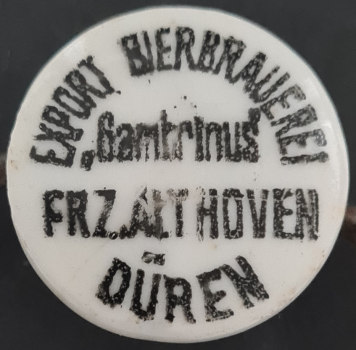 EXPORT. BIERBRAUEREI
„Gambrinus“
FRZ. ALTHOVEN
DÜREN